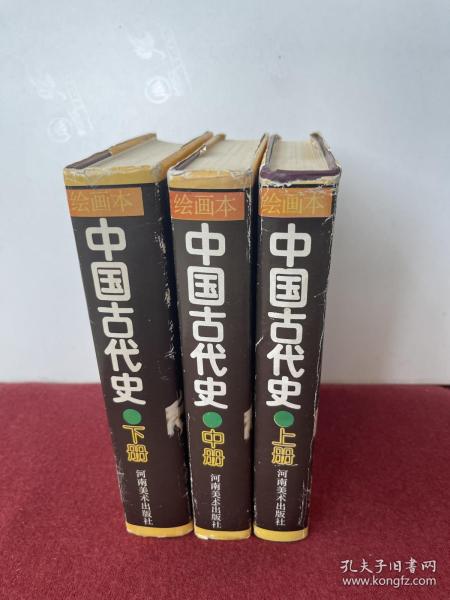 绘画本
中国古代史
下册
河南美术出版社
绘画本
中国古代史
中册
河南美术出版社
绘画本
中国古代史
上册
河南美术出版社
孔夫子旧书网
www.kongfz.com